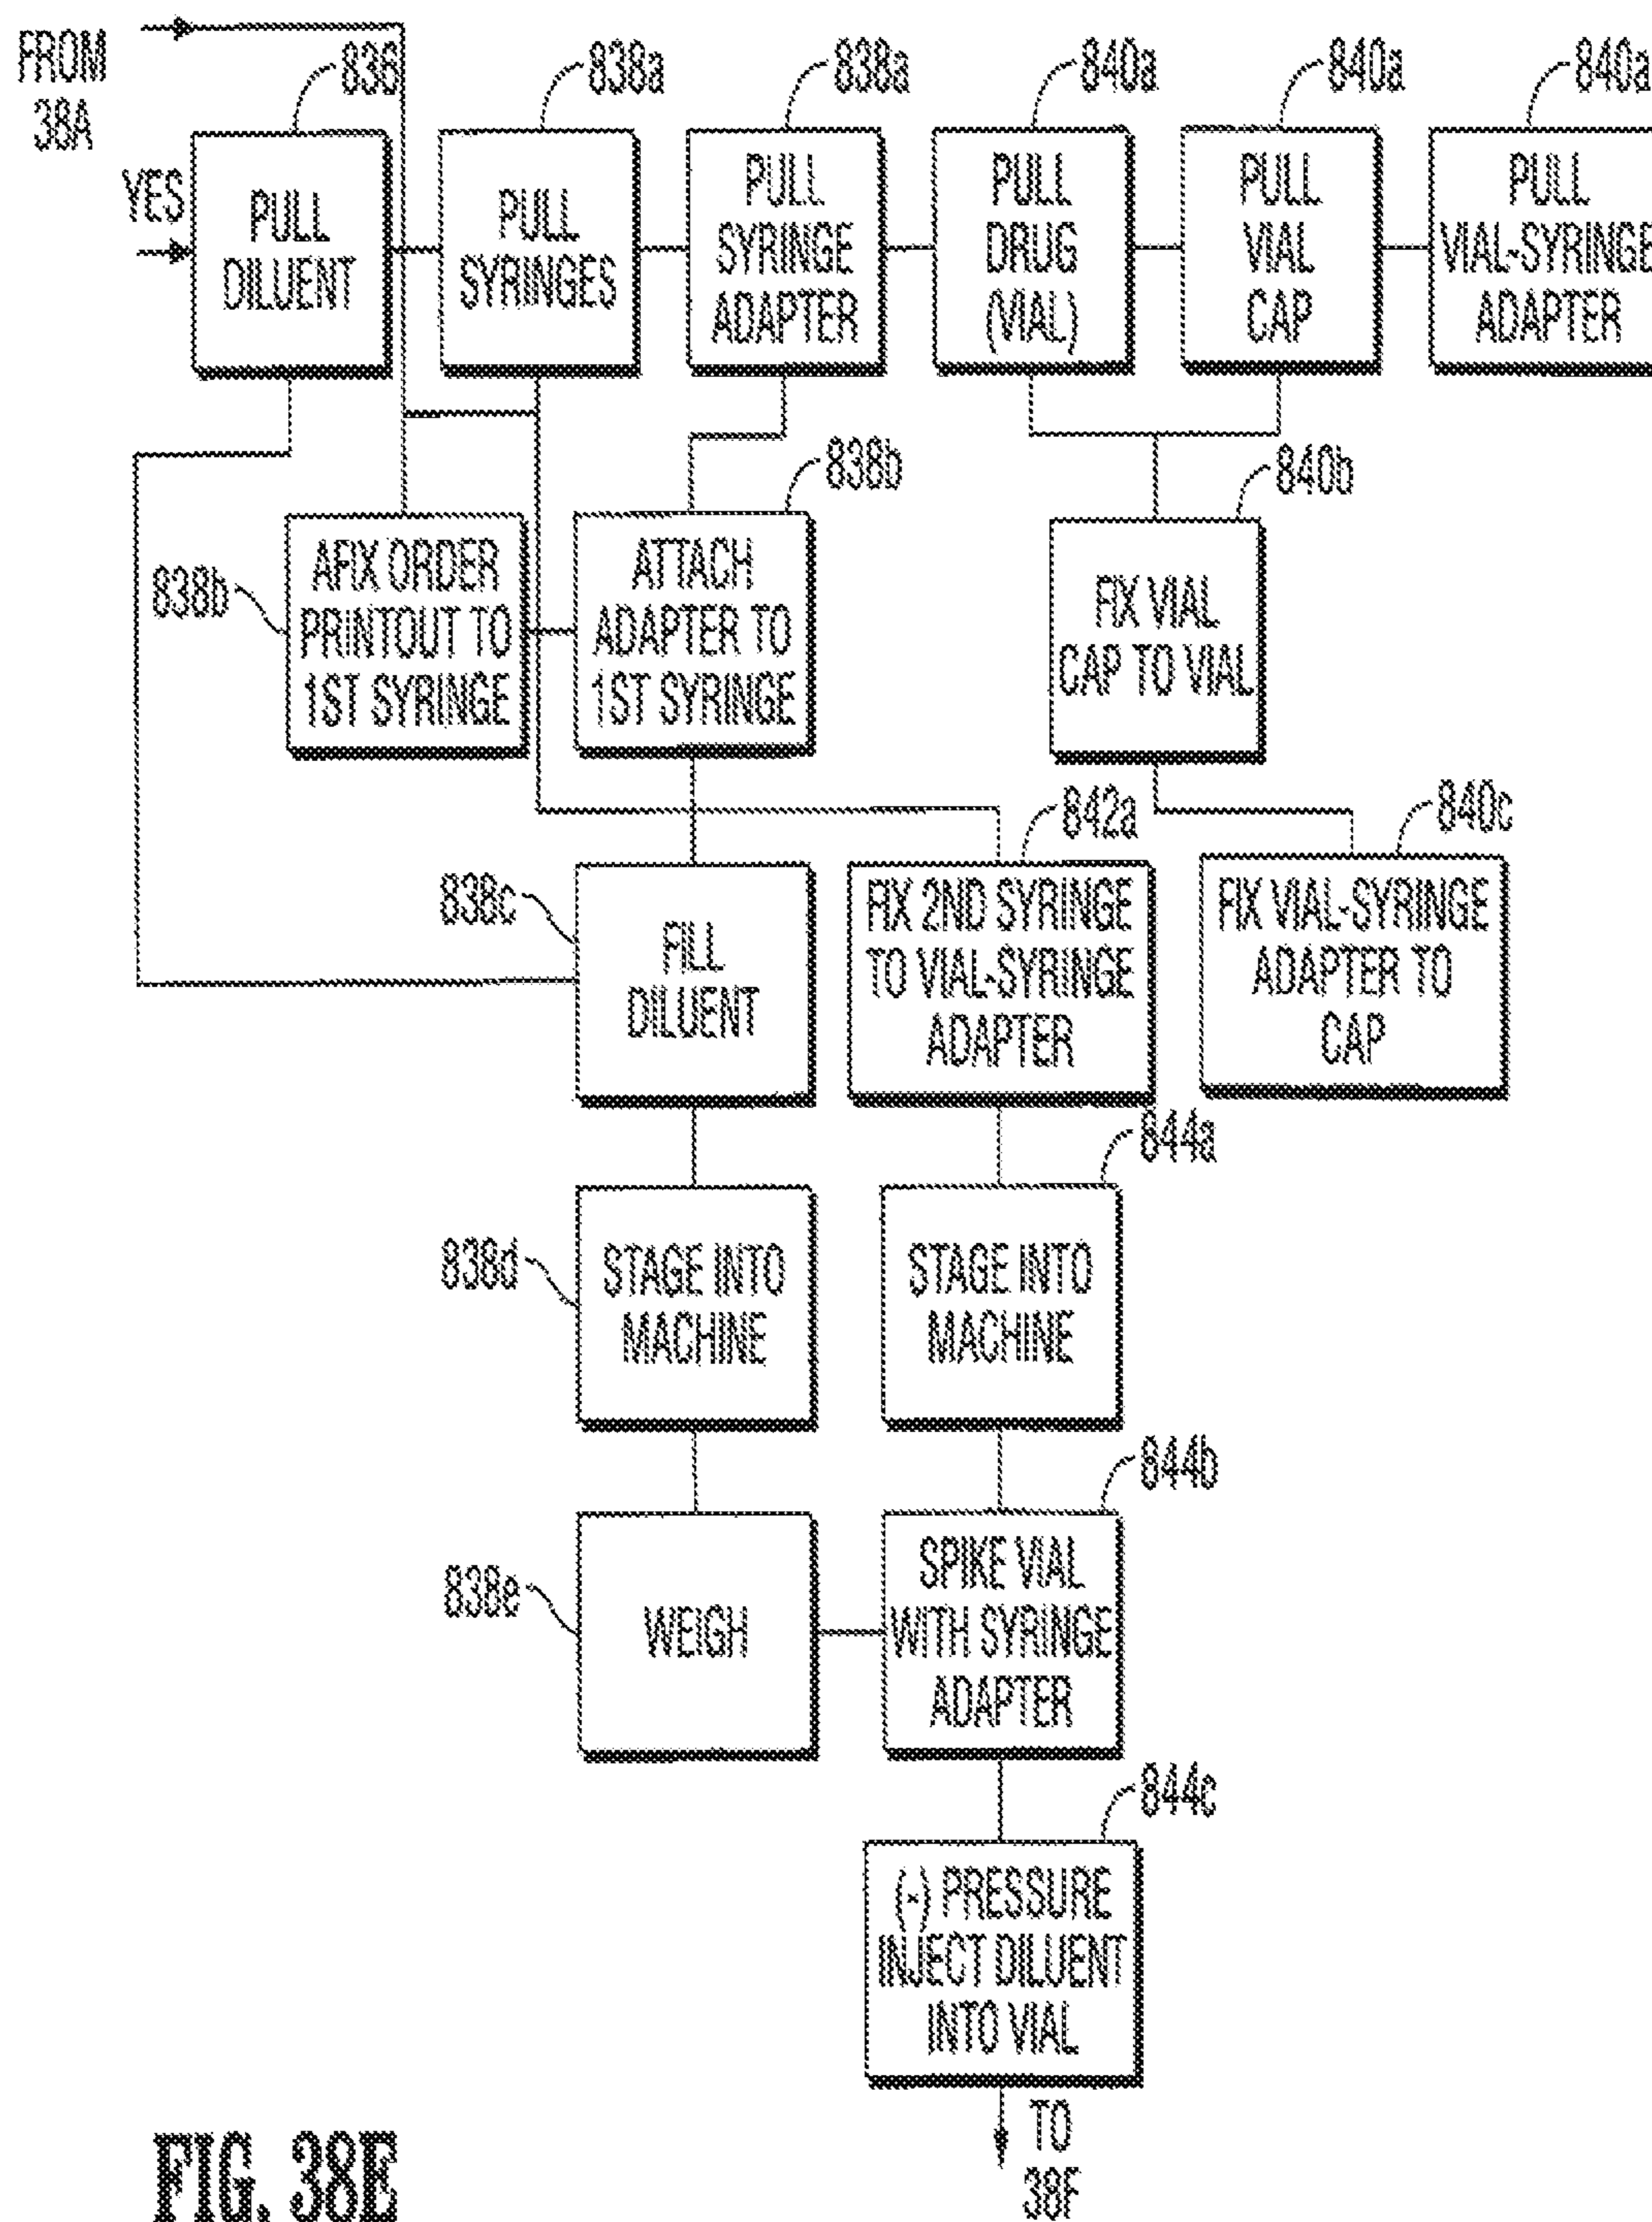 FROM
38A
YES
836
838a
838a
840a
840a
840a
PULL
DILUENT
PULL
SYRINGES
PULL
SYRINGE
ADAPTER
PULL
DRUG
(VIAL)
PULL
VIAL
CAP
PULL
VIAL-SYRINGE
ADAPTER
838b
AFIX ORDER
PRINTOUT TO
1ST SYRINGE
838b
ATTACH
ADAPTER TO
1ST SYRINGE
840b
FIX VIAL
CAP TO VIAL
838c
FILL
DILUENT
842a
FIX 2ND SYRINGE
TO VIAL-SYRINGE
ADAPTER
840c
FIX VIAL-SYRINGE
ADAPTER TO
CAP
838d
STAGE INTO
MACHINE
844a
STAGE INTO
MACHINE
838e
WEIGH
844b
SPIKE VIAL
WITH SYRINGE
ADAPTER
844c
(-) PRESSURE
INJECT DILUENT
INTO VIAL
TO
38F
FIG. 38E